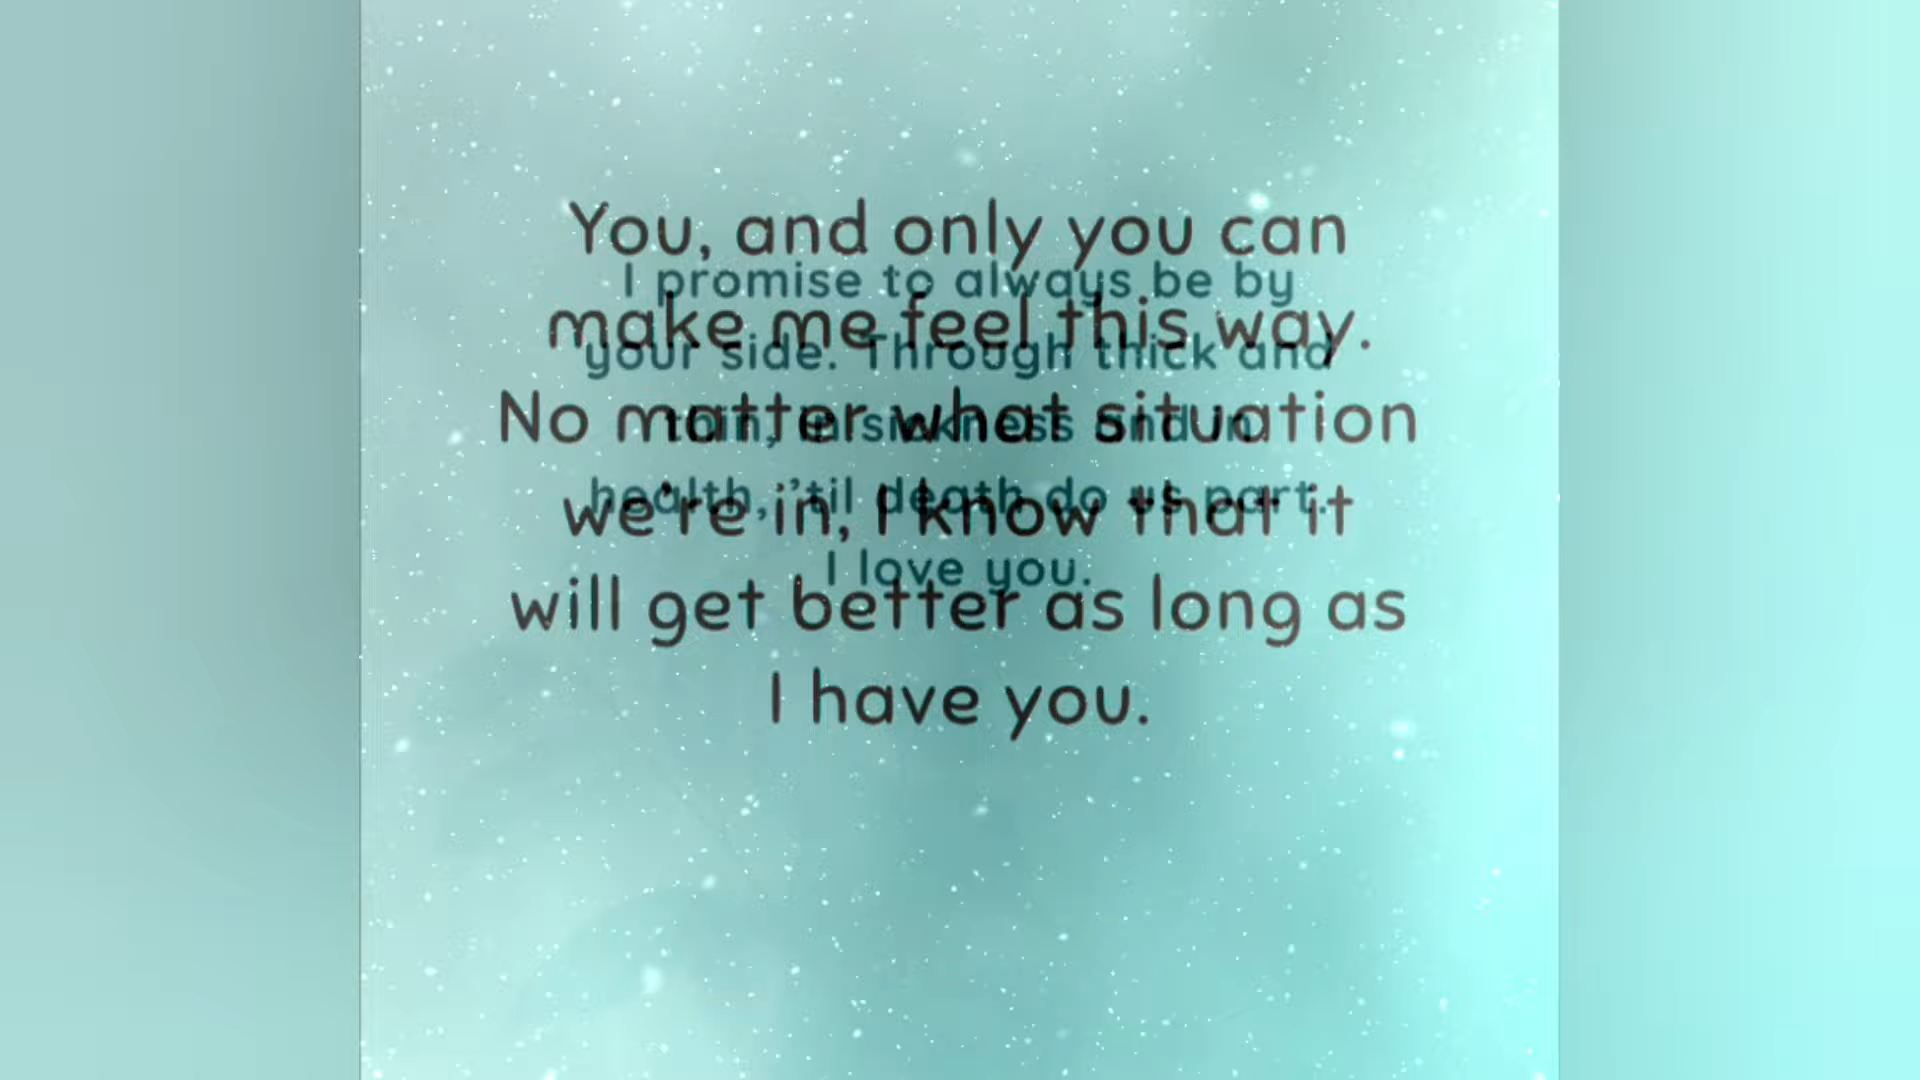 You, and only you can
make me feel this way.
No matter what situation
we're in, I know that it
will get better as long as
I have you.
I promise to always be by
your side. Through thick and
thin, in sickness and in
health, 'til death do us part.
I love you.